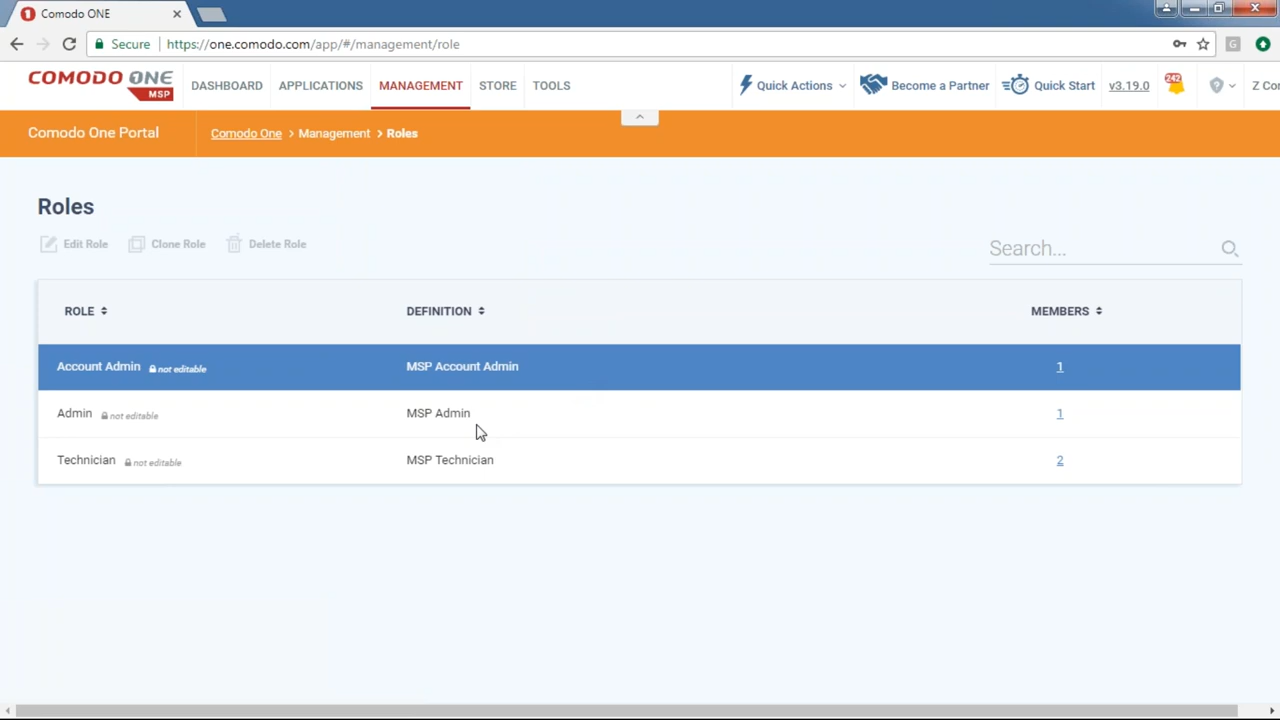 Comodo ONE
Secure https://one.comodo.com/app/#/management/role
COMODO ONE MSP
DASHBOARD APPLICATIONS MANAGEMENT STORE TOOLS Quick Actions Become a Partner Quick Start v3.19.0 242 Z Cor
Comodo One Portal Comodo One > Management > Roles
Roles
Edit Role Clone Role Delete Role Search...
ROLE DEFINITION MEMBERS
Account Admin not editable MSP Account Admin 1
Admin not editable MSP Admin 1
Technician not editable MSP Technician 2